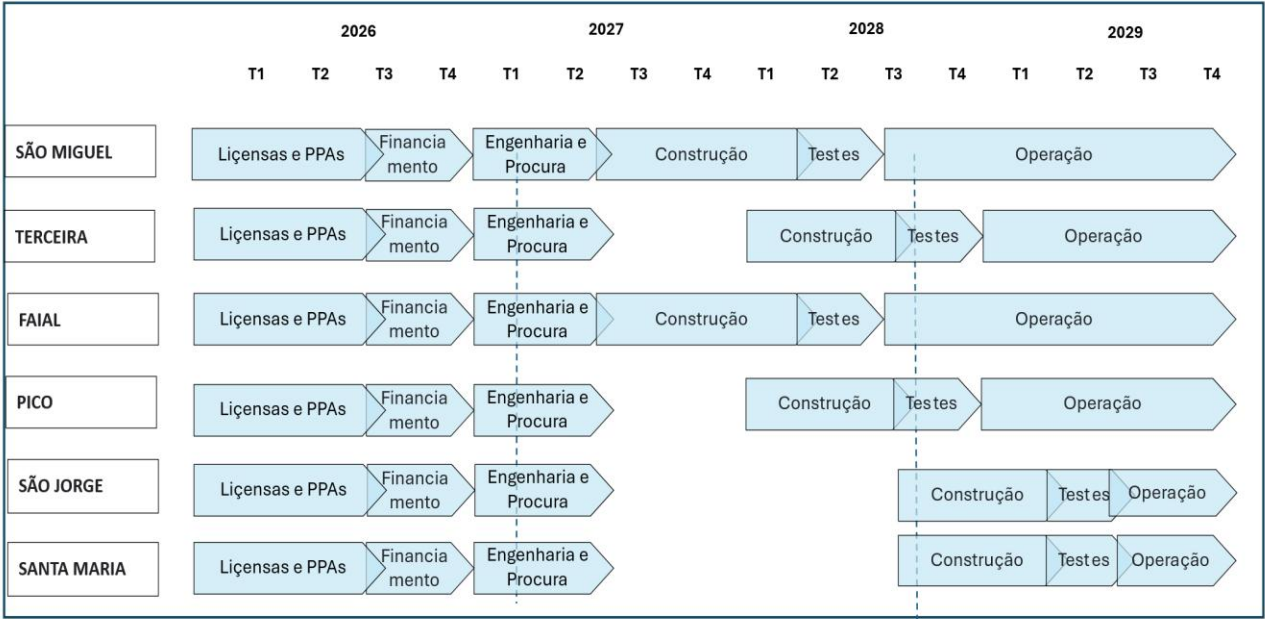 2026 2027 2028 2029
T1 T2 T3 T4 T1 T2 T3 T4 T1 T2 T3 T4 T1 T2 T3 T4
SÃO MIGUEL
Liçensas e PPAs
Financia
mento
Engenharia e
Procura
Construção
Testes
Operação
TERCEIRA
Liçensas e PPAs
Financia
mento
Engenharia e
Procura
Construção
Testes
Operação
FAIAL
Liçensas e PPAs
Financia
mento
Engenharia e
Procura
Construção
Testes
Operação
PICO
Liçensas e PPAs
Financia
mento
Engenharia e
Procura
Construção
Testes
Operação
SÃO JORGE
Liçensas e PPAs
Financia
mento
Engenharia e
Procura
Construção
Testes
Operação
SANTA MARIA
Liçensas e PPAs
Financia
mento
Engenharia e
Procura
Construção
Testes
Operação